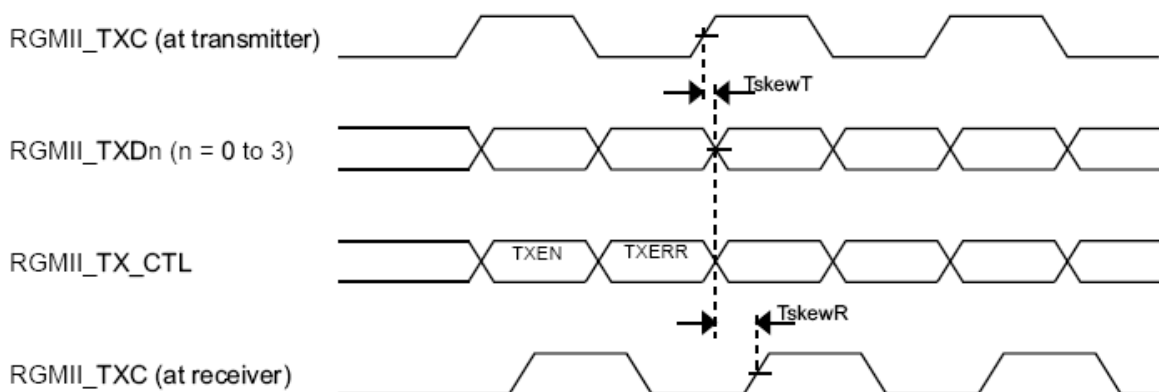 RGMII_TXC (at transmitter)
TskewT
RGMII_TXDn (n = 0 to 3)
RGMII_TX_CTL
TXEN
TXERR
TskewR
RGMII_TXC (at receiver)